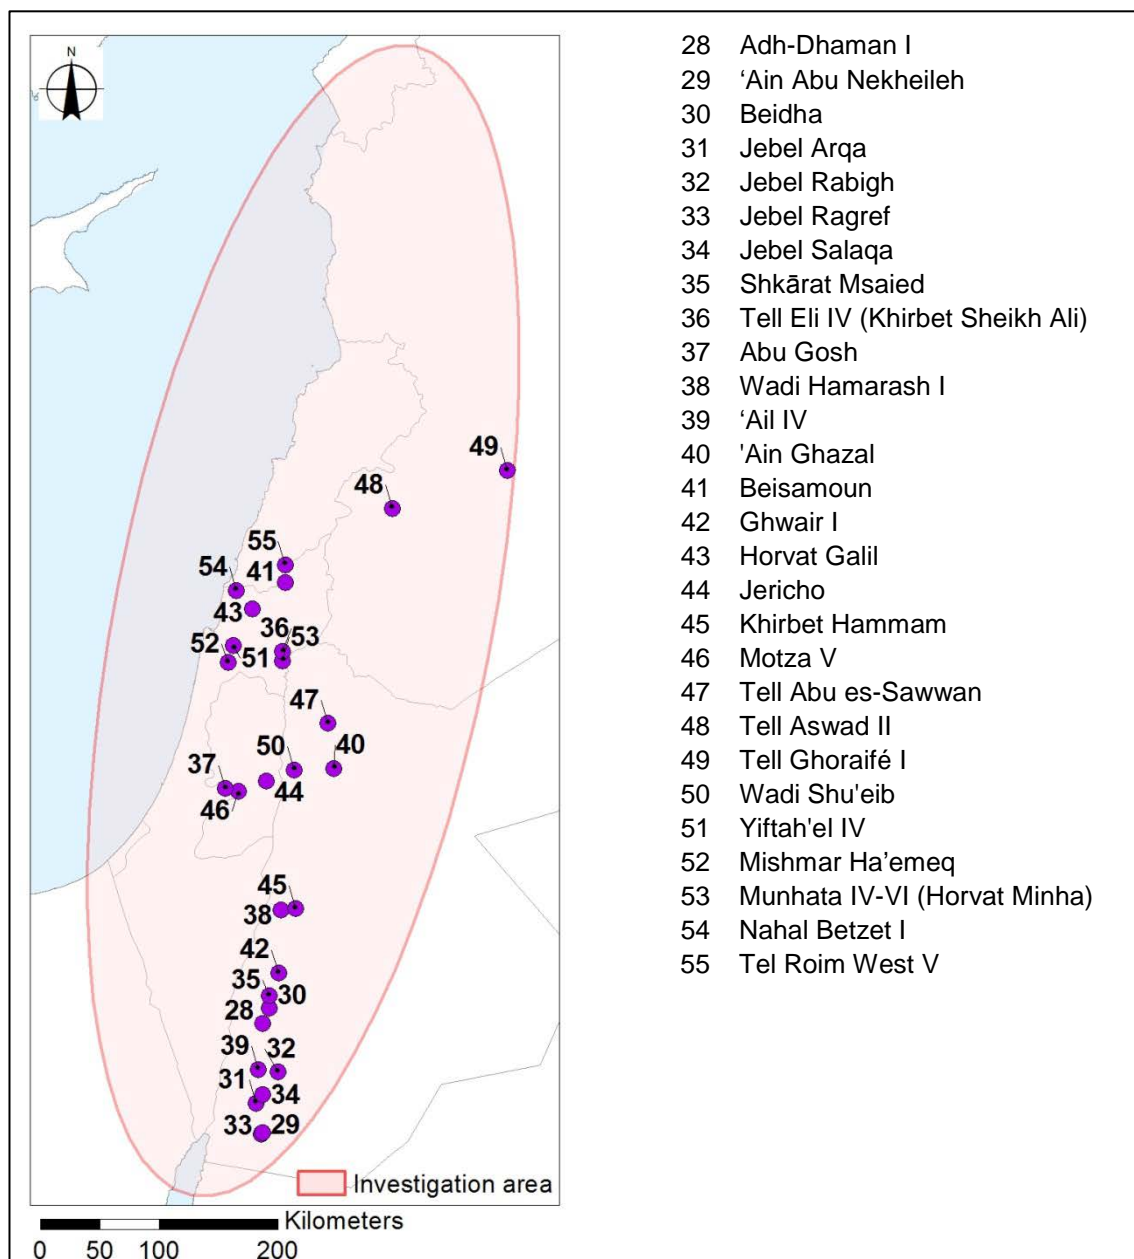 N
49
48
55
54
41
43
36
53
52
51
47
50
40
37
44
46
45
38
42
35
30
28
39
32
31
34
33
29
Investigation area
Kilometers
0 50 100 200
28 Adh-Dhaman I
29 ‘Ain Abu Nekheileh
30 Beidha
31 Jebel Arqa
32 Jebel Rabigh
33 Jebel Ragref
34 Jebel Salaqa
35 Shkārat Msaied
36 Tell Eli IV (Khirbet Sheikh Ali)
37 Abu Gosh
38 Wadi Hamarash I
39 ‘Ail IV
40 'Ain Ghazal
41 Beisamoun
42 Ghwair I
43 Horvat Galil
44 Jericho
45 Khirbet Hammam
46 Motza V
47 Tell Abu es-Sawwan
48 Tell Aswad II
49 Tell Ghoraifé I
50 Wadi Shu'eib
51 Yiftah'el IV
52 Mishmar Ha’emeq
53 Munhata IV-VI (Horvat Minha)
54 Nahal Betzet I
55 Tel Roim West V